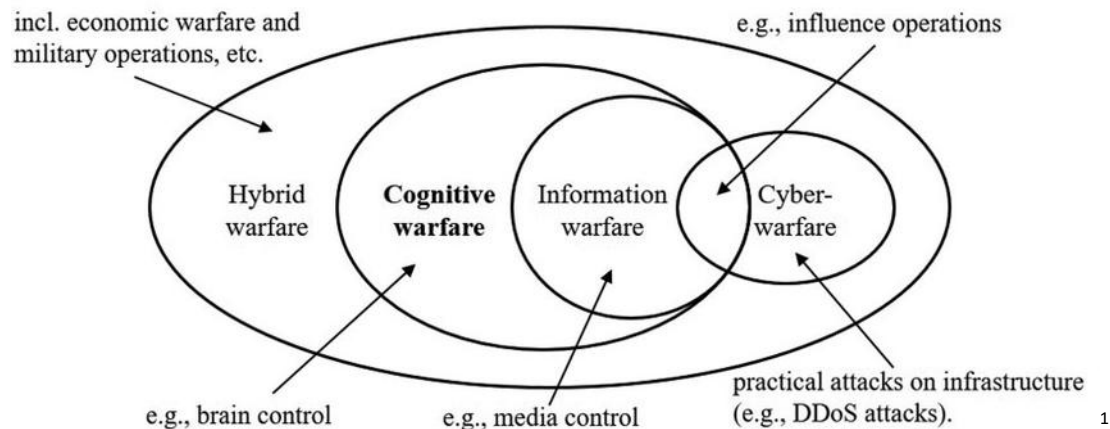 incl. economic warfare and
military operations, etc.
e.g., influence operations
Hybrid
warfare
Cognitive
warfare
Information
warfare
Cyber-
warfare
e.g., brain control
e.g., media control
practical attacks on infrastructure
(e.g., DDoS attacks).
1